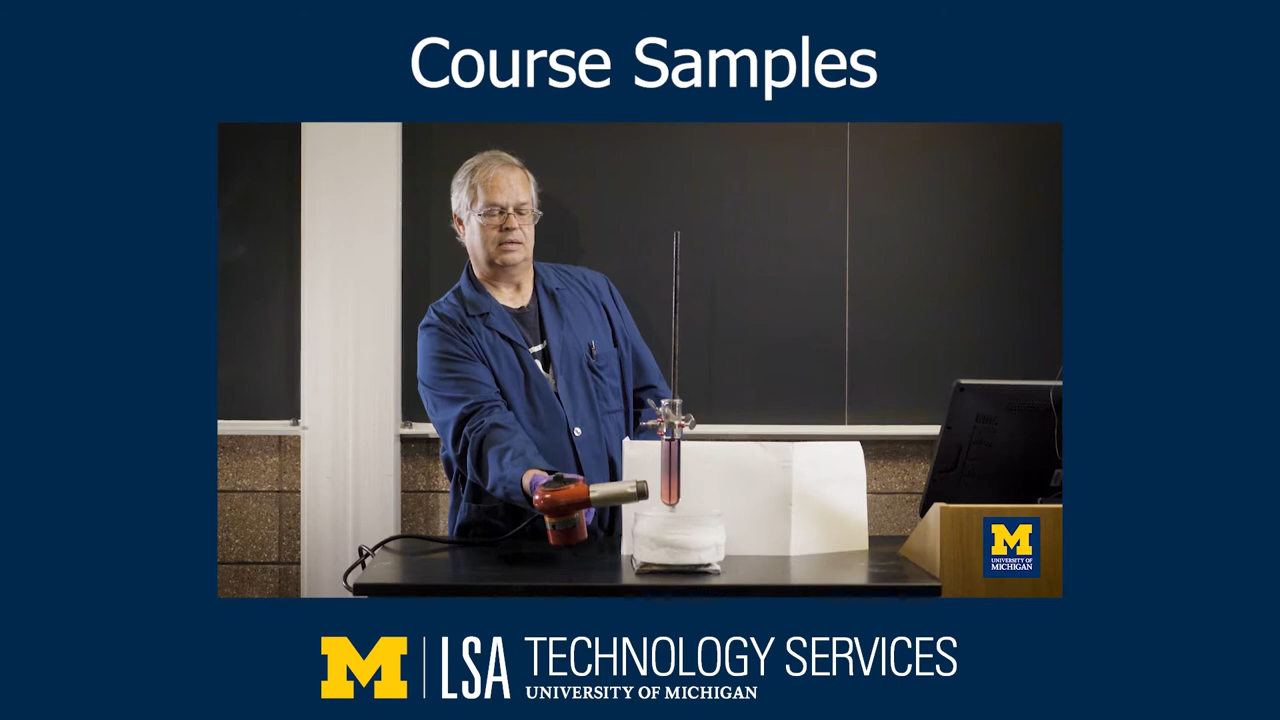 Course Samples
M
UNIVERSITY OF
MICHIGAN
M LSA TECHNOLOGY SERVICES
UNIVERSITY OF MICHIGAN